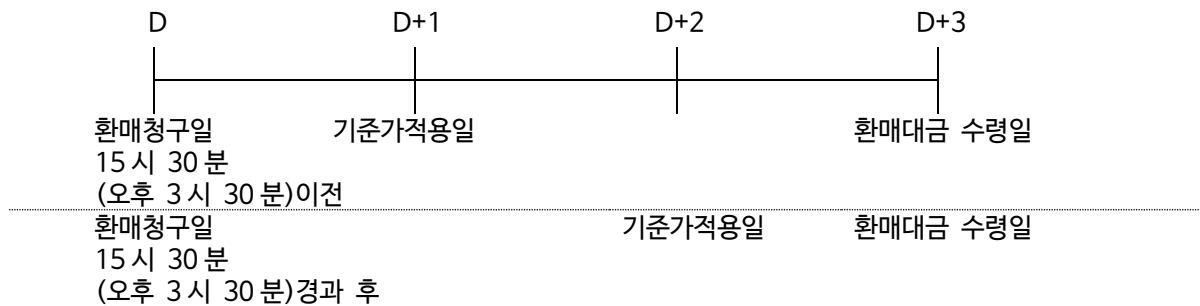 D D+1 D+2 D+3
환매청구일 기준가적용일 환매대금 수령일
15 시 30 분
(오후 3 시 30 분)이전
환매청구일 기준가적용일 환매대금 수령일
15 시 30 분
(오후 3 시 30 분)경과 후